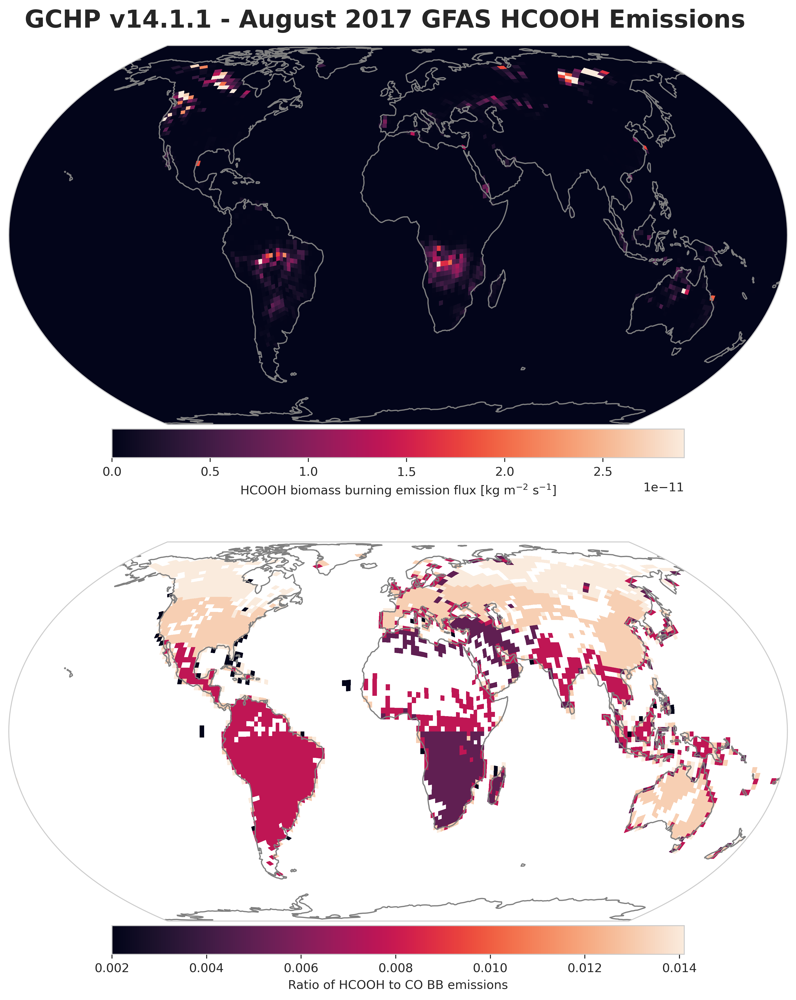 GCHP v14.1.1 - August 2017 GFAS HCOOH Emissions
0.0 0.5 1.0 1.5 2.0 2.5
HCOOH biomass burning emission flux [kg m⁻² s⁻¹] 1e−11
0.002 0.004 0.006 0.008 0.010 0.012 0.014
Ratio of HCOOH to CO BB emissions